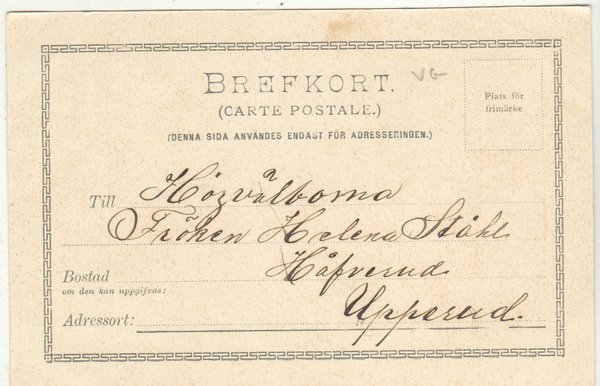 BREFKORT.
VG
(CARTE POSTALE.)
Plats för
frimärke
(DENNA SIDA ANVÄNDES ENDAST FÖR ADRESSERINGEN.)
Till Högvälborna
Fröken Helena Ståhl
Bostad Håfverud
om den kan uppgifvas:
Adressort: Upperud.